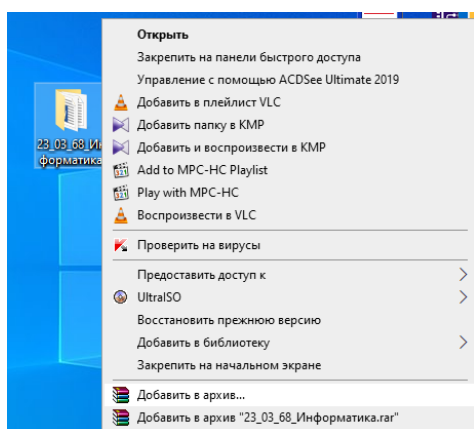 Открыть
Закрепить на панели быстрого доступа
Управление с помощью ACDSee Ultimate 2019
Добавить в плейлист VLC
Добавить папку в KMP
23_03_68_Ин
форматика
Добавить и воспроизвести в KMP
Add to MPC-HC Playlist
Play with MPC-HC
Воспроизвести в VLC
Проверить на вирусы
Предоставить доступ к
UltraISO
Восстановить прежнюю версию
Добавить в библиотеку
Закрепить на начальном экране
Добавить в архив...
Добавить в архив "23_03_68_Информатика.rar"